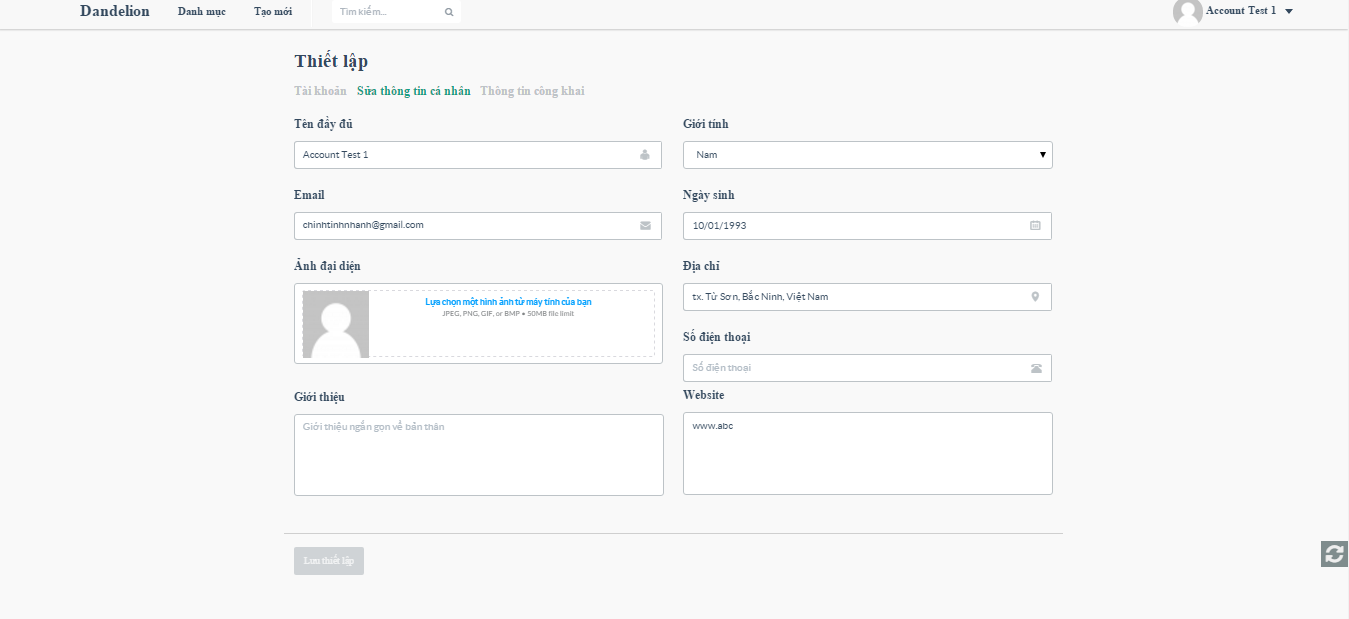 Dandelion
Danh mục
Tạo mới
Tìm kiếm...
Account Test 1
Thiết lập
Tài khoản
Sửa thông tin cá nhân
Thông tin công khai
Tên đầy đủ
Account Test 1
Giới tính
Nam
Email
chinhtinhnhanh@gmail.com
Ngày sinh
10/01/1993
Ảnh đại diện
Lựa chọn một hình ảnh từ máy tính của bạn
JPEG, PNG, GIF, or BMP • 50MB file limit
Địa chỉ
tx. Từ Sơn, Bắc Ninh, Việt Nam
Số điện thoại
Số điện thoại
Giới thiệu
Giới thiệu ngắn gọn về bản thân
Website
www.abc
Lưu thiết lập